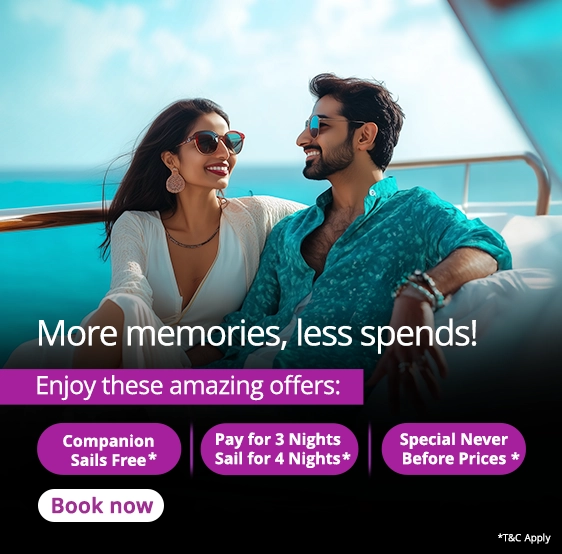 More memories, less spends!
Enjoy these amazing offers:
Companion
Sails Free*
Pay for 3 Nights
Sail for 4 Nights*
Special Never
Before Prices *
Book now
*T&C Apply